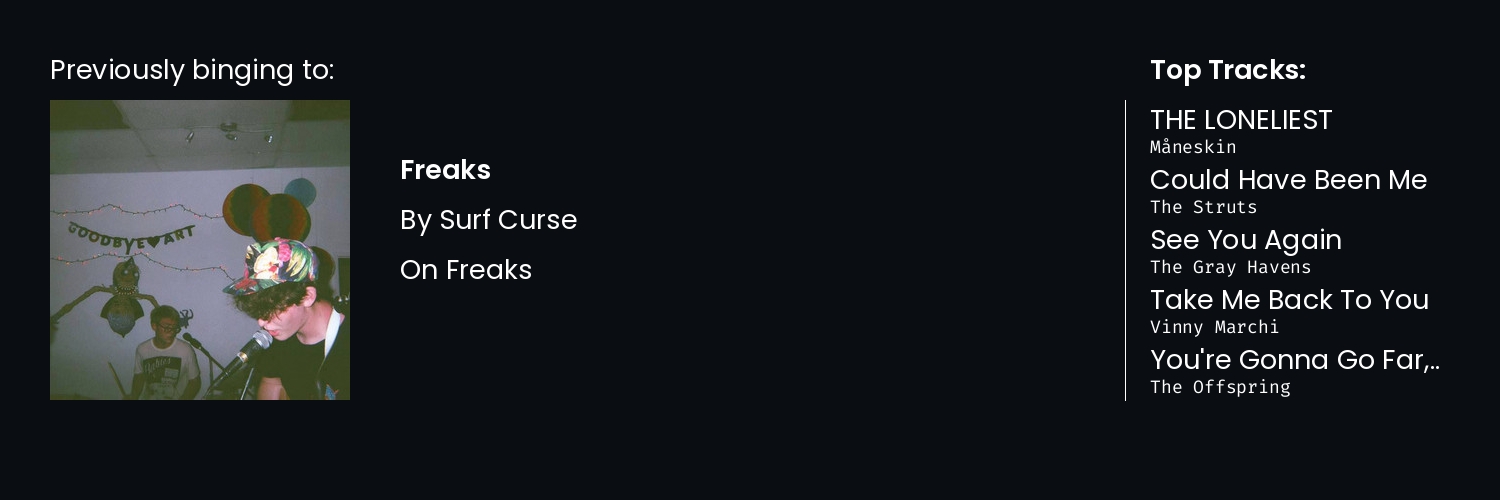 Previously binging to:
GOODBYE♥ART
Freaks
By Surf Curse
On Freaks
Top Tracks:
THE LONELIEST
Måneskin
Could Have Been Me
The Struts
See You Again
The Gray Havens
Take Me Back To You
Vinny Marchi
You're Gonna Go Far,..
The Offspring